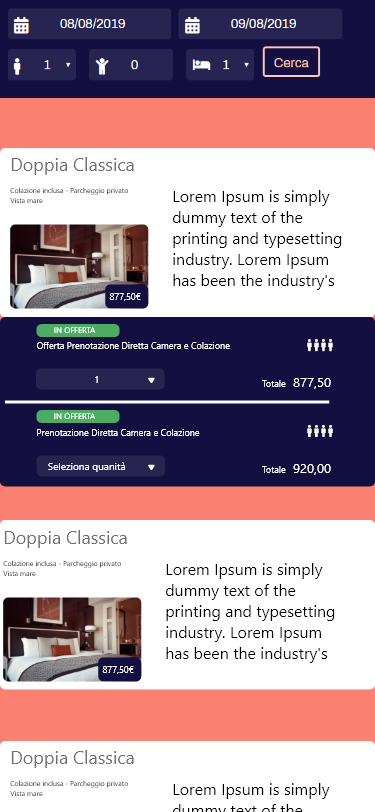 08/08/2019
09/08/2019
1
0
1
Cerca
Doppia Classica
Colazione inclusa - Parcheggio privato
Vista mare
Lorem Ipsum is simply
dummy text of the
printing and typesetting
industry. Lorem Ipsum
has been the industry's
877,50€
IN OFFERTA
Offerta Prenotazione Diretta Camera e Colazione
1
Totale 877,50
IN OFFERTA
Prenotazione Diretta Camera e Colazione
Seleziona quanità
Totale 920,00
Doppia Classica
Colazione inclusa - Parcheggio privato
Vista mare
Lorem Ipsum is simply
dummy text of the
printing and typesetting
industry. Lorem Ipsum
has been the industry's
877,50€
Doppia Classica
Colazione inclusa - Parcheggio privato
Vista mare
Lorem Ipsum is simply
dummy text of the